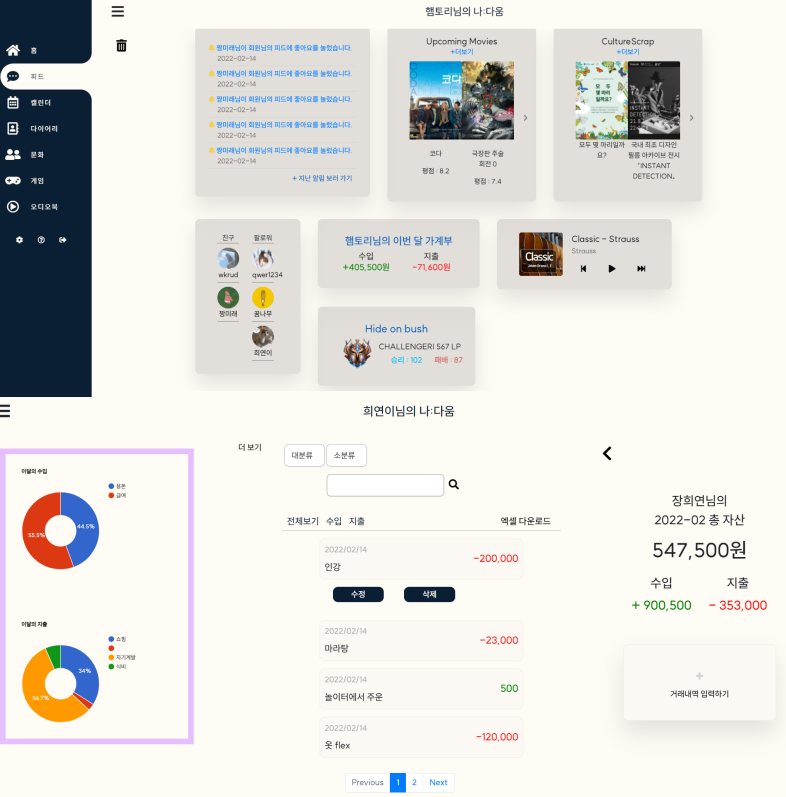 햄토리님의 나:다움
홈
피드
캘린더
다이어리
문화
게임
오디오북
짱미래님이 회원님의 피드에 좋아요를 눌렀습니다.
2022-02-14
짱미래님이 회원님의 피드에 좋아요를 눌렀습니다.
2022-02-14
짱미래님이 회원님의 피드에 좋아요를 눌렀습니다.
2022-02-14
짱미래님이 회원님의 피드에 좋아요를 눌렀습니다.
2022-02-14
짱미래님이 회원님의 피드에 좋아요를 눌렀습니다.
2022-02-14
+ 지난 알림 보러 가기
Upcoming Movies
+더보기
코다
코다
평점 : 8.2
극장판 주술
회전 0
평점 : 7.4
CultureScrap
+더보기
모두
몇 마리
일까요?
INSTANT
모두 몇 마리일까
요?
국내 최초 디자인
필름 아카이브 전시
"INSTANT
DETECTION」
친구 팔로워
wkrud qwer1234
짱미래 꿈나무
희연이
햄토리님의 이번 달 가계부
수입 지출
+405,500원 -71,600원
Classic
Classic - Strauss
Strauss
Hide on bush
CHALLENGERI 567 LP
승리 : 102 패배 : 87
희연이님의 나:다움
이달의 수입
용돈
급여
44.5%
55.5%
이달의 지출
쇼핑
자기계발
식비
34%
56.7%
더 보기
대분류 소분류
전체보기 수입 지출 엑셀 다운로드
2022/02/14
인강 -200,000
수정 삭제
2022/02/14
마라탕 -23,000
2022/02/14
놀이터에서 주운 500
2022/02/14
옷 flex -120,000
Previous 1 2 Next
장희연님의
2022-02 총 자산
547,500원
수입 지출
+ 900,500 - 353,000
+
거래내역 입력하기